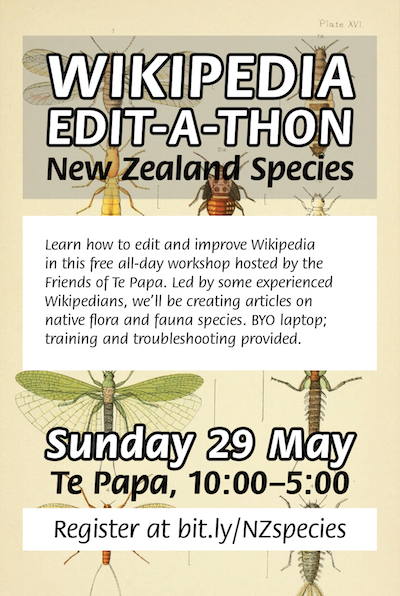 Plate XVI.
WIKIPEDIA
EDIT-A-THON
New Zealand Species
Learn how to edit and improve Wikipedia
in this free all-day workshop hosted by the
Friends of Te Papa. Led by some experienced
Wikipedians, we’ll be creating articles on
native flora and fauna species. BYO laptop;
training and troubleshooting provided.
Sunday 29 May
Te Papa, 10:00–5:00
Register at bit.ly/NZspecies